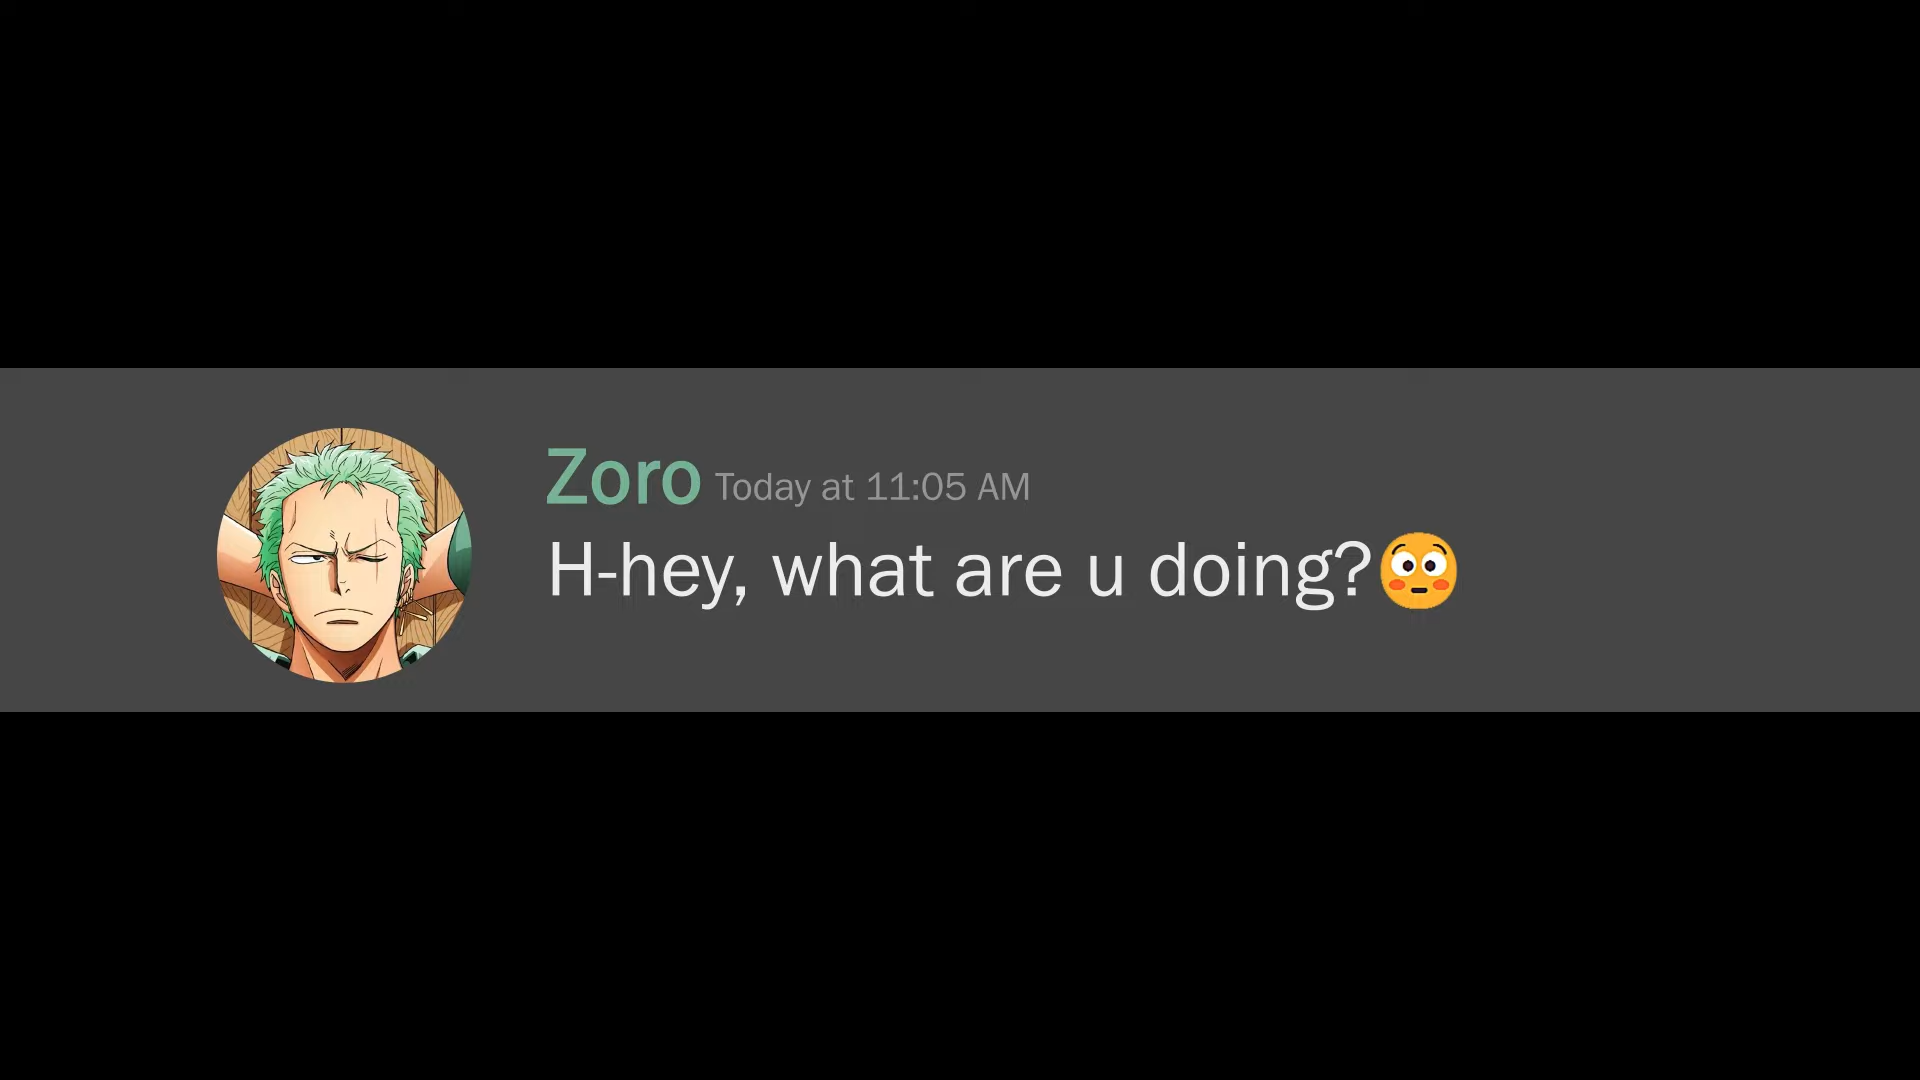 Zoro Today at 11:05 AM
H-hey, what are u doing?😳